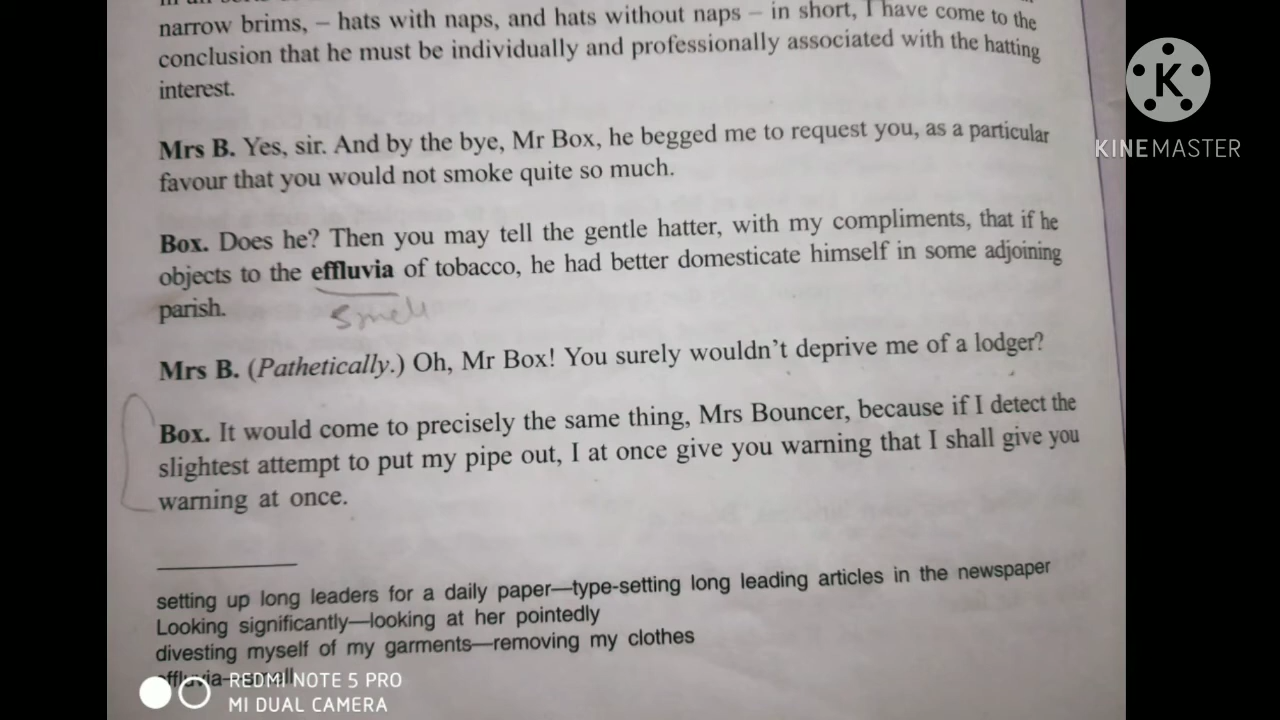 narrow brims, – hats with naps, and hats without naps – in short, I have come to the
conclusion that he must be individually and professionally associated with the hatting
interest.
Mrs B. Yes, sir. And by the bye, Mr Box, he begged me to request you, as a particular
favour that you would not smoke quite so much.
Box. Does he? Then you may tell the gentle hatter, with my compliments, that if he
objects to the effluvia of tobacco, he had better domesticate himself in some adjoining
parish.
Smell
Mrs B. (Pathetically.) Oh, Mr Box! You surely wouldn't deprive me of a lodger?
Box. It would come to precisely the same thing, Mrs Bouncer, because if I detect the
slightest attempt to put my pipe out, I at once give you warning that I shall give you
warning at once.
setting up long leaders for a daily paper—type-setting long leading articles in the newspaper
Looking significantly—looking at her pointedly
divesting myself of my garments—removing my clothes
effluvia—smell
REDMI NOTE 5 PRO
MI DUAL CAMERA
K
KINEMASTER